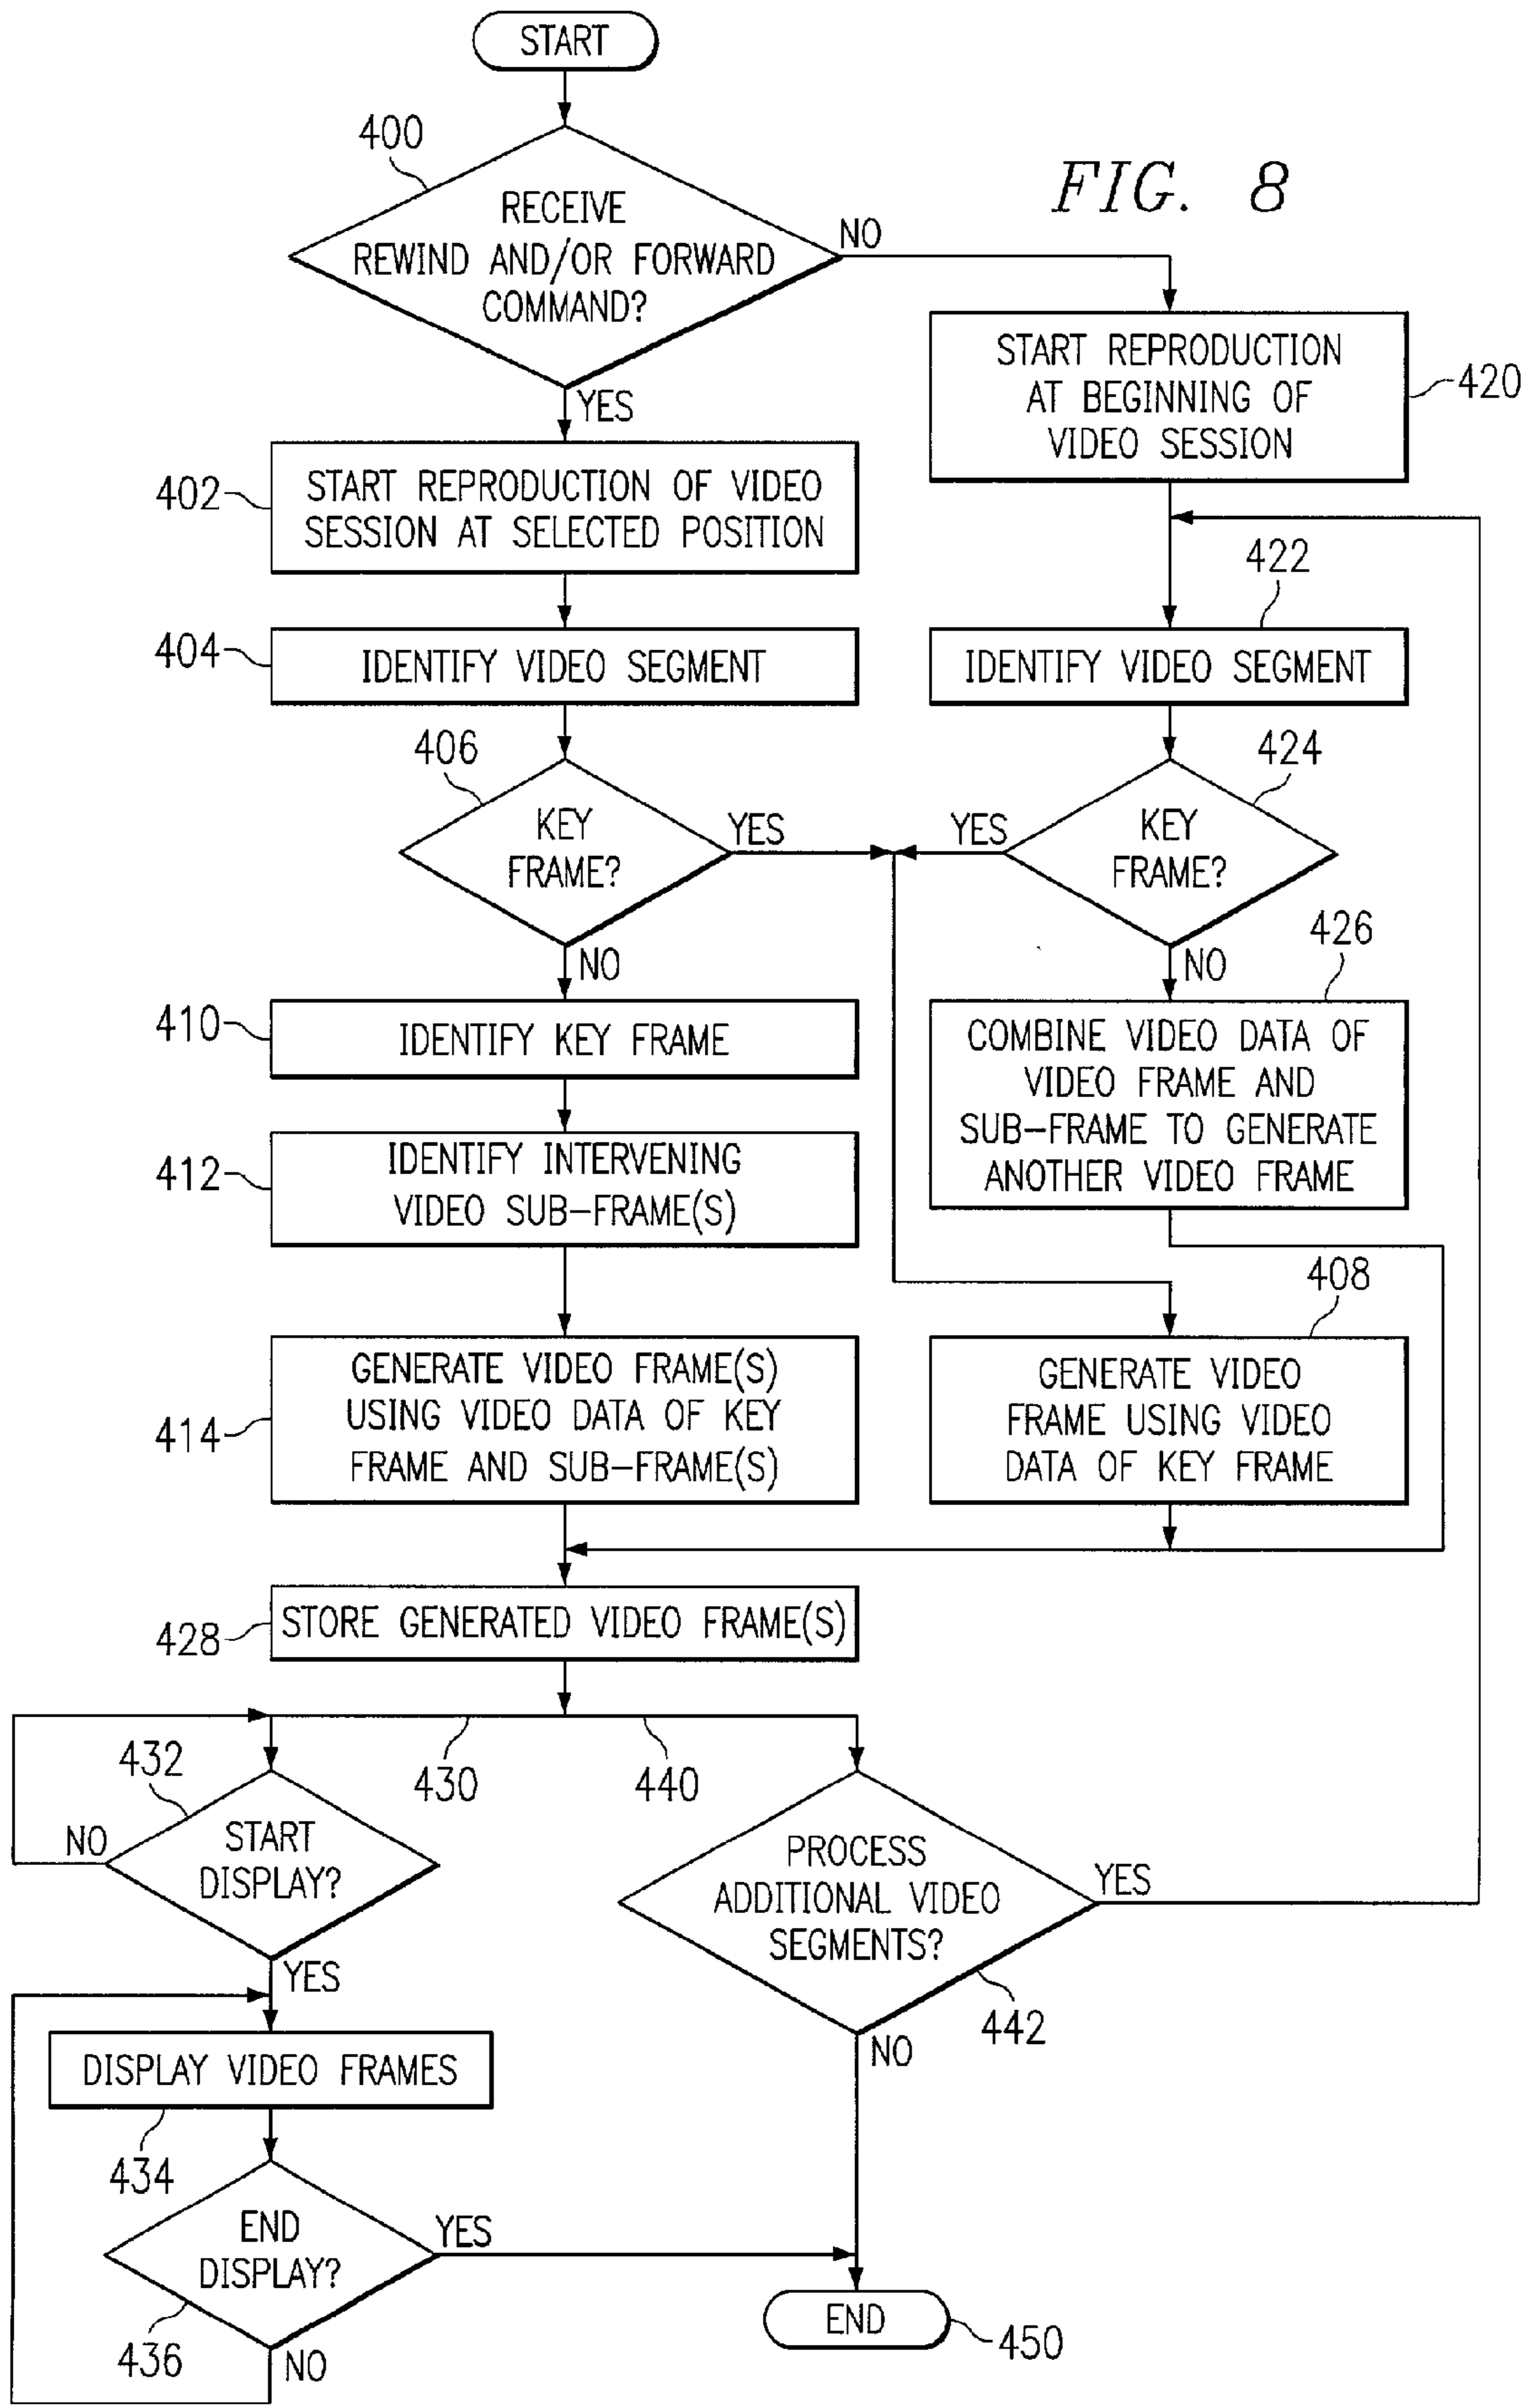 START
400
FIG. 8
RECEIVE
REWIND AND/OR FORWARD
COMMAND?
NO
YES
START REPRODUCTION
AT BEGINNING OF
VIDEO SESSION
420
402
START REPRODUCTION OF VIDEO
SESSION AT SELECTED POSITION
422
404
IDENTIFY VIDEO SEGMENT
IDENTIFY VIDEO SEGMENT
406
424
KEY
FRAME?
YES
YES
KEY
FRAME?
NO
NO
426
410
IDENTIFY KEY FRAME
COMBINE VIDEO DATA OF
VIDEO FRAME AND
SUB-FRAME TO GENERATE
ANOTHER VIDEO FRAME
412
IDENTIFY INTERVENING
VIDEO SUB-FRAME(S)
408
414
GENERATE VIDEO FRAME(S)
USING VIDEO DATA OF KEY
FRAME AND SUB-FRAME(S)
GENERATE VIDEO
FRAME USING VIDEO
DATA OF KEY FRAME
428
STORE GENERATED VIDEO FRAME(S)
432
430
440
NO
START
DISPLAY?
YES
PROCESS
ADDITIONAL VIDEO
SEGMENTS?
YES
442
NO
DISPLAY VIDEO FRAMES
434
END
DISPLAY?
YES
436
NO
END
450